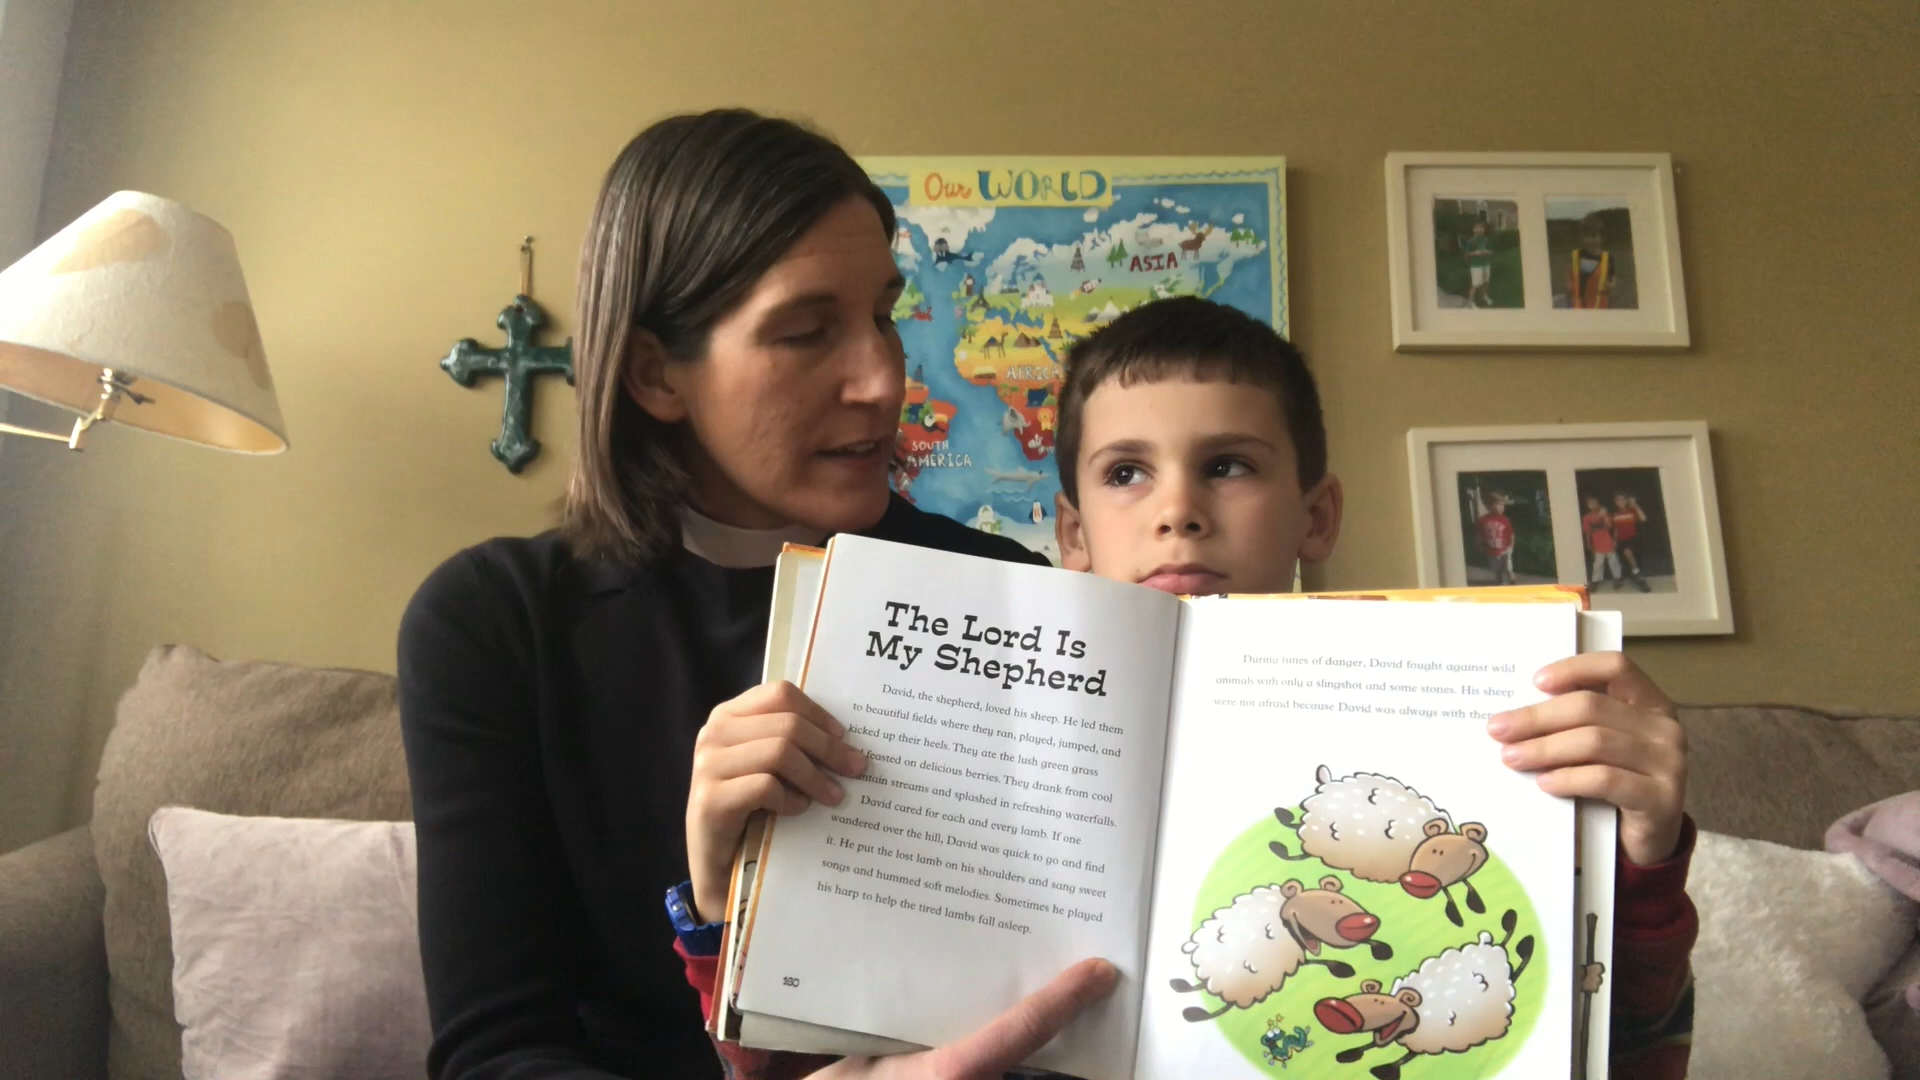 Our WORLD
ASIA
AFRICA
SOUTH
AMERICA
The Lord Is
My Shepherd
David, the shepherd, loved his sheep. He led them
to beautiful fields where they ran, played, jumped, and
kicked up their heels. They ate the lush green grass
feasted on delicious berries. They drank from cool
streams and splashed in refreshing waterfalls.
David cared for each and every lamb. If one
wandered over the hill, David was quick to go and find
it. He put the lost lamb on his shoulders and sang sweet
songs and hummed soft melodies. Sometimes he played
his harp to help the tired lambs fall asleep.
180
During times of danger, David fought against wild
animals with only a slingshot and some stones. His sheep
were not afraid because David was always with